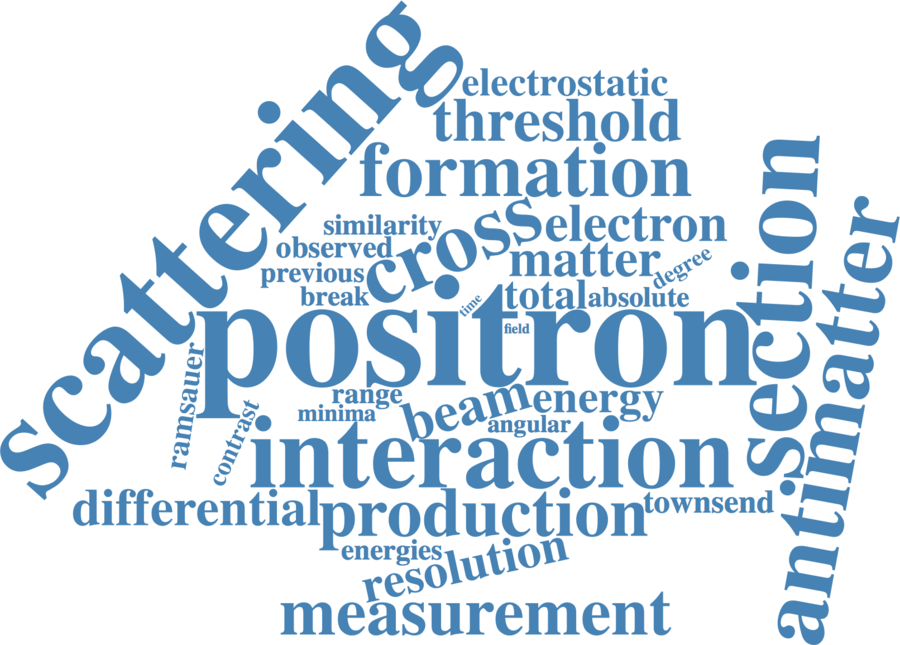 scattering
electrostatic
threshold
formation
similarity
cross
electron
observed
matter
previous
degree
break
time
total
absolute
section
antimatter
positron
field
ramsauer
range
contrast
minima
beam
energy
angular
interaction
differential
production
townsend
energies
resolution
measurement